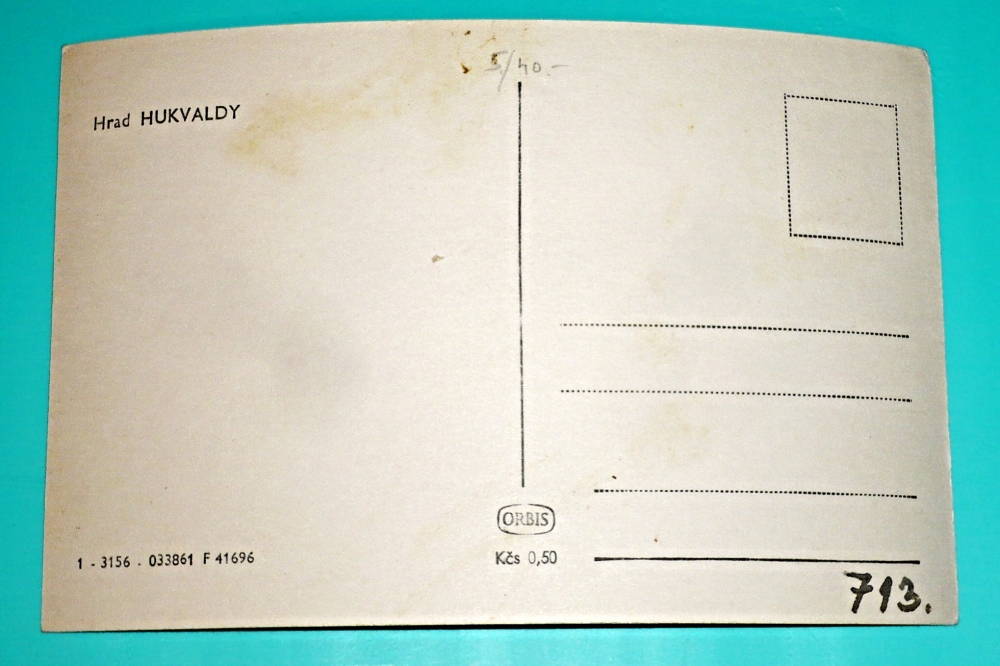 5/40.-
Hrad HUKVALDY
ORBIS
1 - 3156 - 033861 F 41696
Kčs 0,50
713.